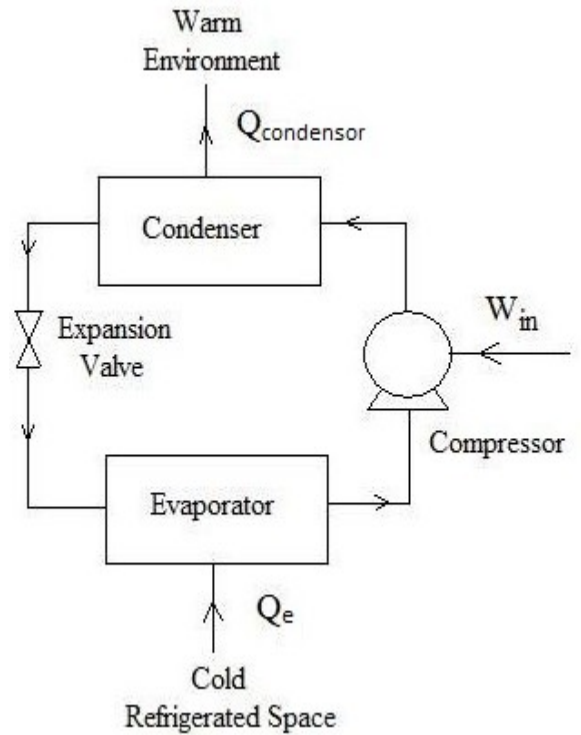 Warm
Environment
Qcondensor
Condenser
Expansion
Valve
Win
Compressor
Evaporator
Qe
Cold
Refrigerated Space